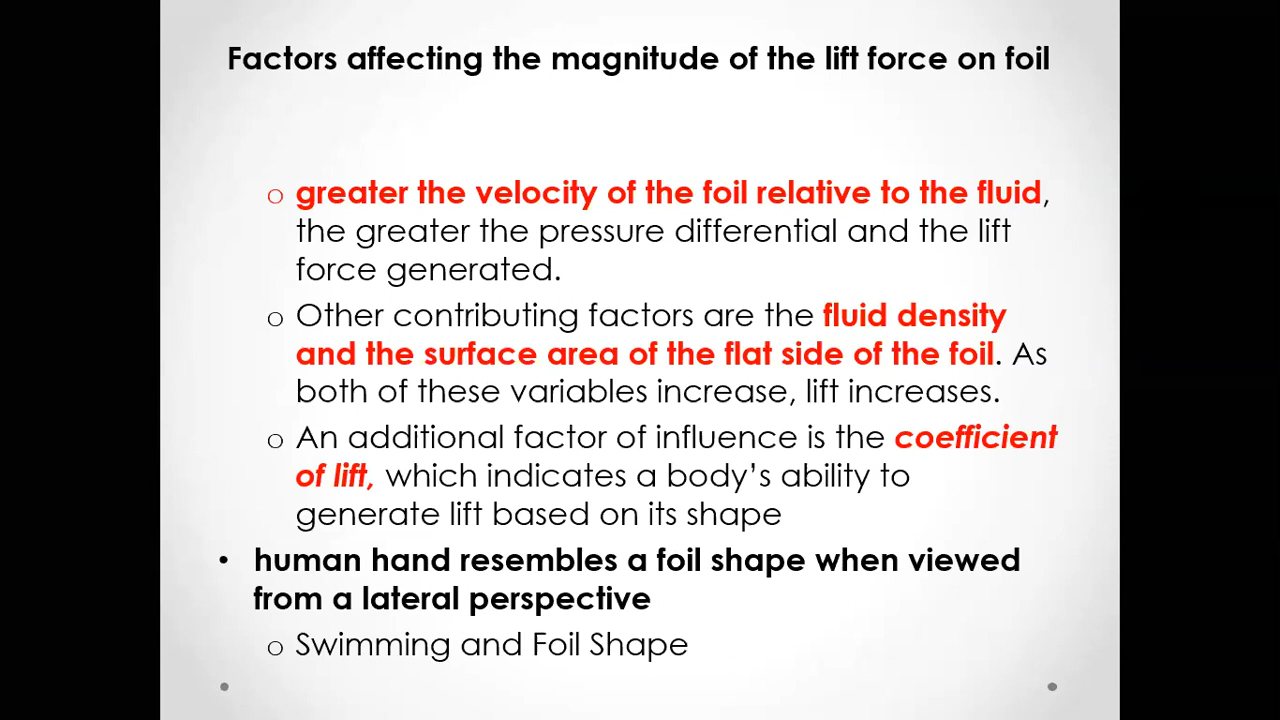 Factors affecting the magnitude of the lift force on foil
o greater the velocity of the foil relative to the fluid,
the greater the pressure differential and the lift
force generated.
o Other contributing factors are the fluid density
and the surface area of the flat side of the foil. As
both of these variables increase, lift increases.
o An additional factor of influence is the coefficient
of lift, which indicates a body's ability to
generate lift based on its shape
• human hand resembles a foil shape when viewed
from a lateral perspective
o Swimming and Foil Shape